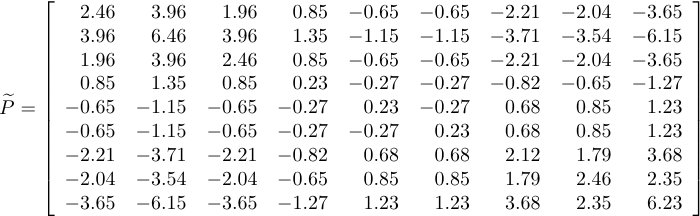 2.46 3.96 1.96 0.85 −0.65 −0.65 −2.21 −2.04 −3.65
3.96 6.46 3.96 1.35 −1.15 −1.15 −3.71 −3.54 −6.15
1.96 3.96 2.46 0.85 −0.65 −0.65 −2.21 −2.04 −3.65
0.85 1.35 0.85 0.23 −0.27 −0.27 −0.82 −0.65 −1.27
P̃ = −0.65 −1.15 −0.65 −0.27 0.23 −0.27 0.68 0.85 1.23
−0.65 −1.15 −0.65 −0.27 −0.27 0.23 0.68 0.85 1.23
−2.21 −3.71 −2.21 −0.82 0.68 0.68 2.12 1.79 3.68
−2.04 −3.54 −2.04 −0.65 0.85 0.85 1.79 2.46 2.35
−3.65 −6.15 −3.65 −1.27 1.23 1.23 3.68 2.35 6.23